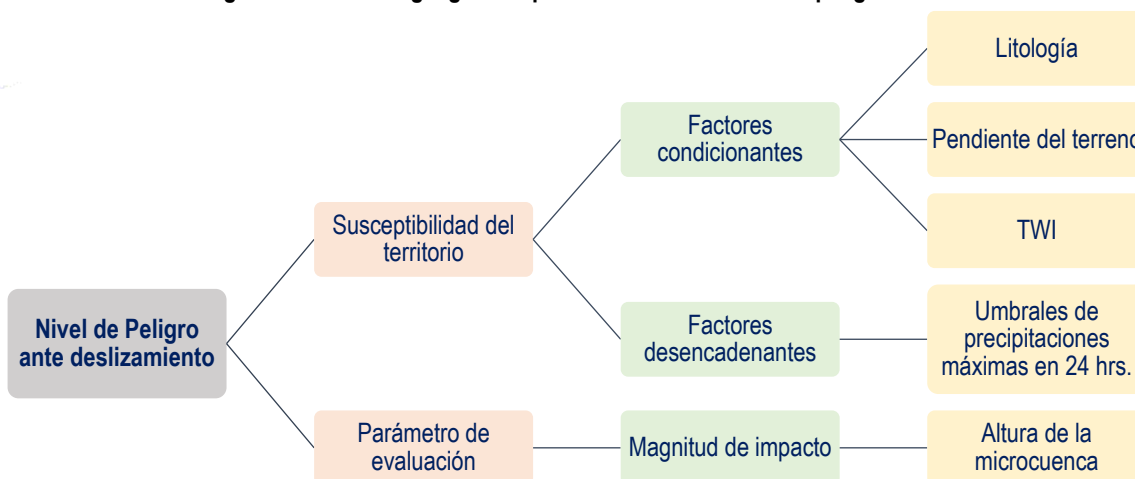 Litología
Factores
condicionantes
Pendiente del terreno
Susceptibilidad del
territorio
TWI
Nivel de Peligro
ante deslizamiento
Factores
desencadenantes
Umbrales de
precipitaciones
máximas en 24 hrs.
Parámetro de
evaluación
Magnitud de impacto
Altura de la
microcuenca